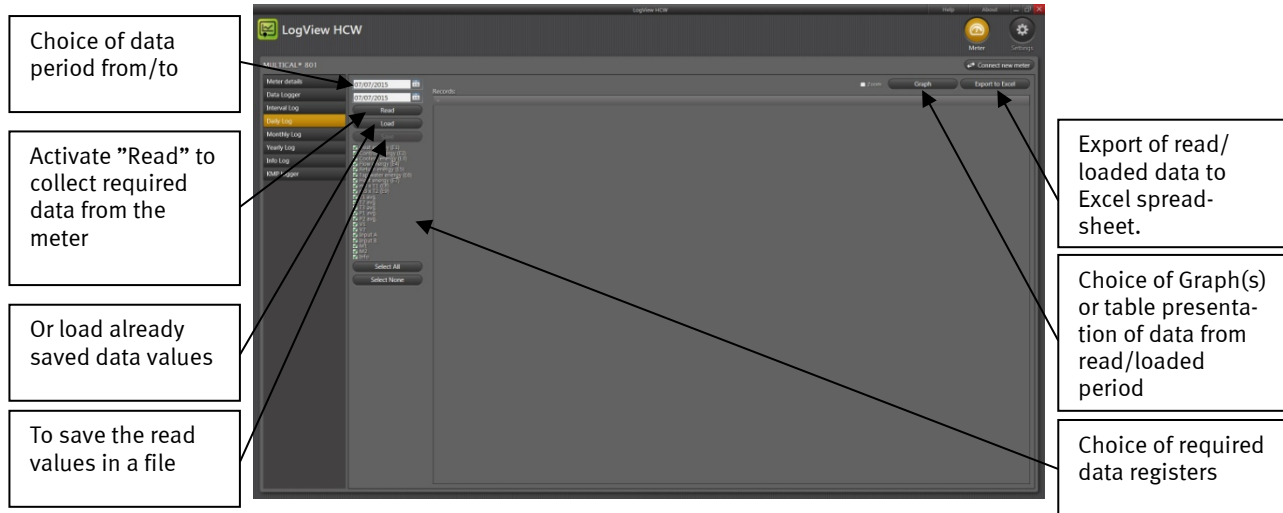 Choice of data
period from/to
Activate ”Read” to
collect required
data from the
meter
Or load already
saved data values
To save the read
values in a file
LogView HCW
Help
About
LogView HCW
Meter
Settings
MULTICAL® 801
Connect new meter
Meter details
Data Logger
Interval Log
Daily Log
Monthly Log
Yearly Log
Info Log
KMP Logger
07/07/2015
07/07/2015
Read
Load
Select All
Select None
Records:
Zoom
Graph
Export to Excel
Export of read/
loaded data to
Excel spread-
sheet.
Choice of Graph(s)
or table presenta-
tion of data from
read/loaded
period
Choice of required
data registers